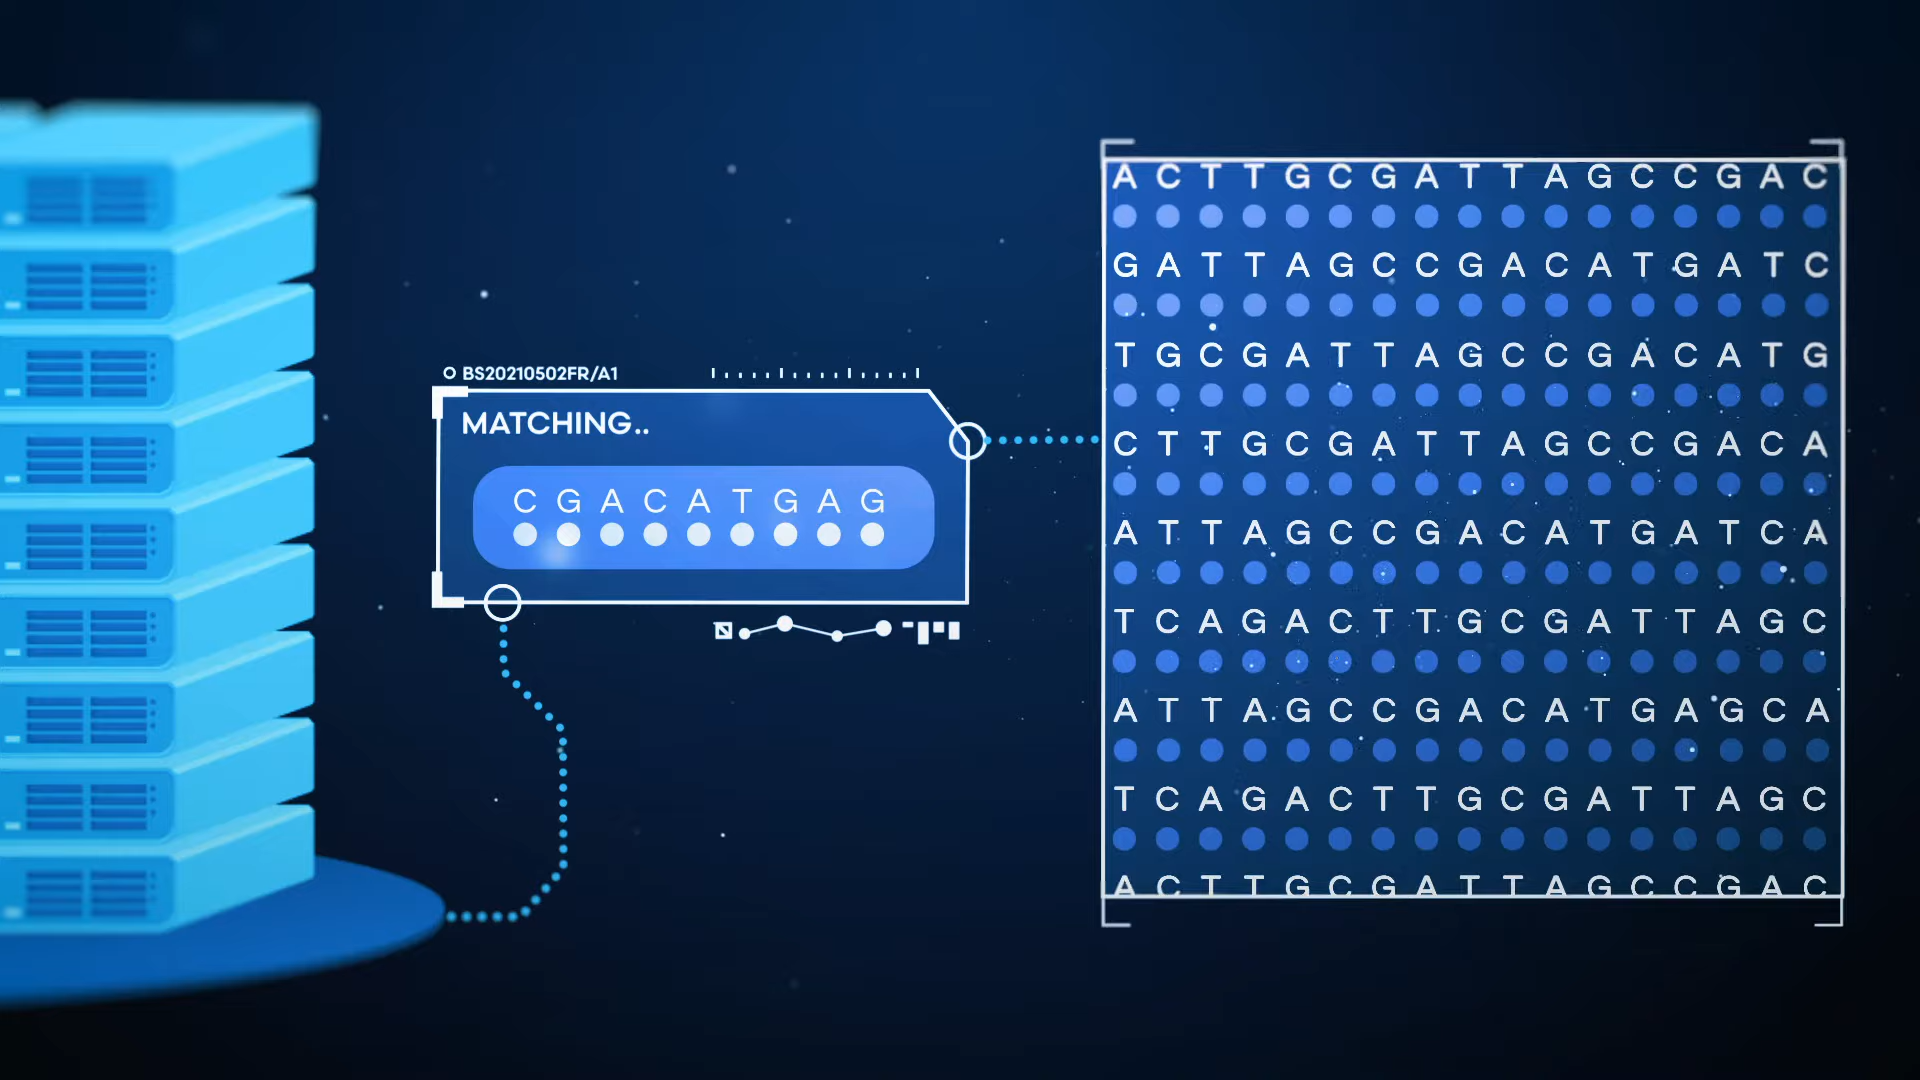 BS20210502FR/A1
MATCHING..
C G A C A T G A G
A C T T G C G A T T A G C C G A C
G A T T A G C C G A C A T G A T C
T G C G A T T A G C C G A C A T G
C T T G C G A T T A G C C G A C A
A T T A G C C G A C A T G A T C A
T C A G A C T T G C G A T T A G C
A T T A G C C G A C A T G A G C A
T C A G A C T T G C G A T T A G C
A C T T G C G A T T A G C C G A C